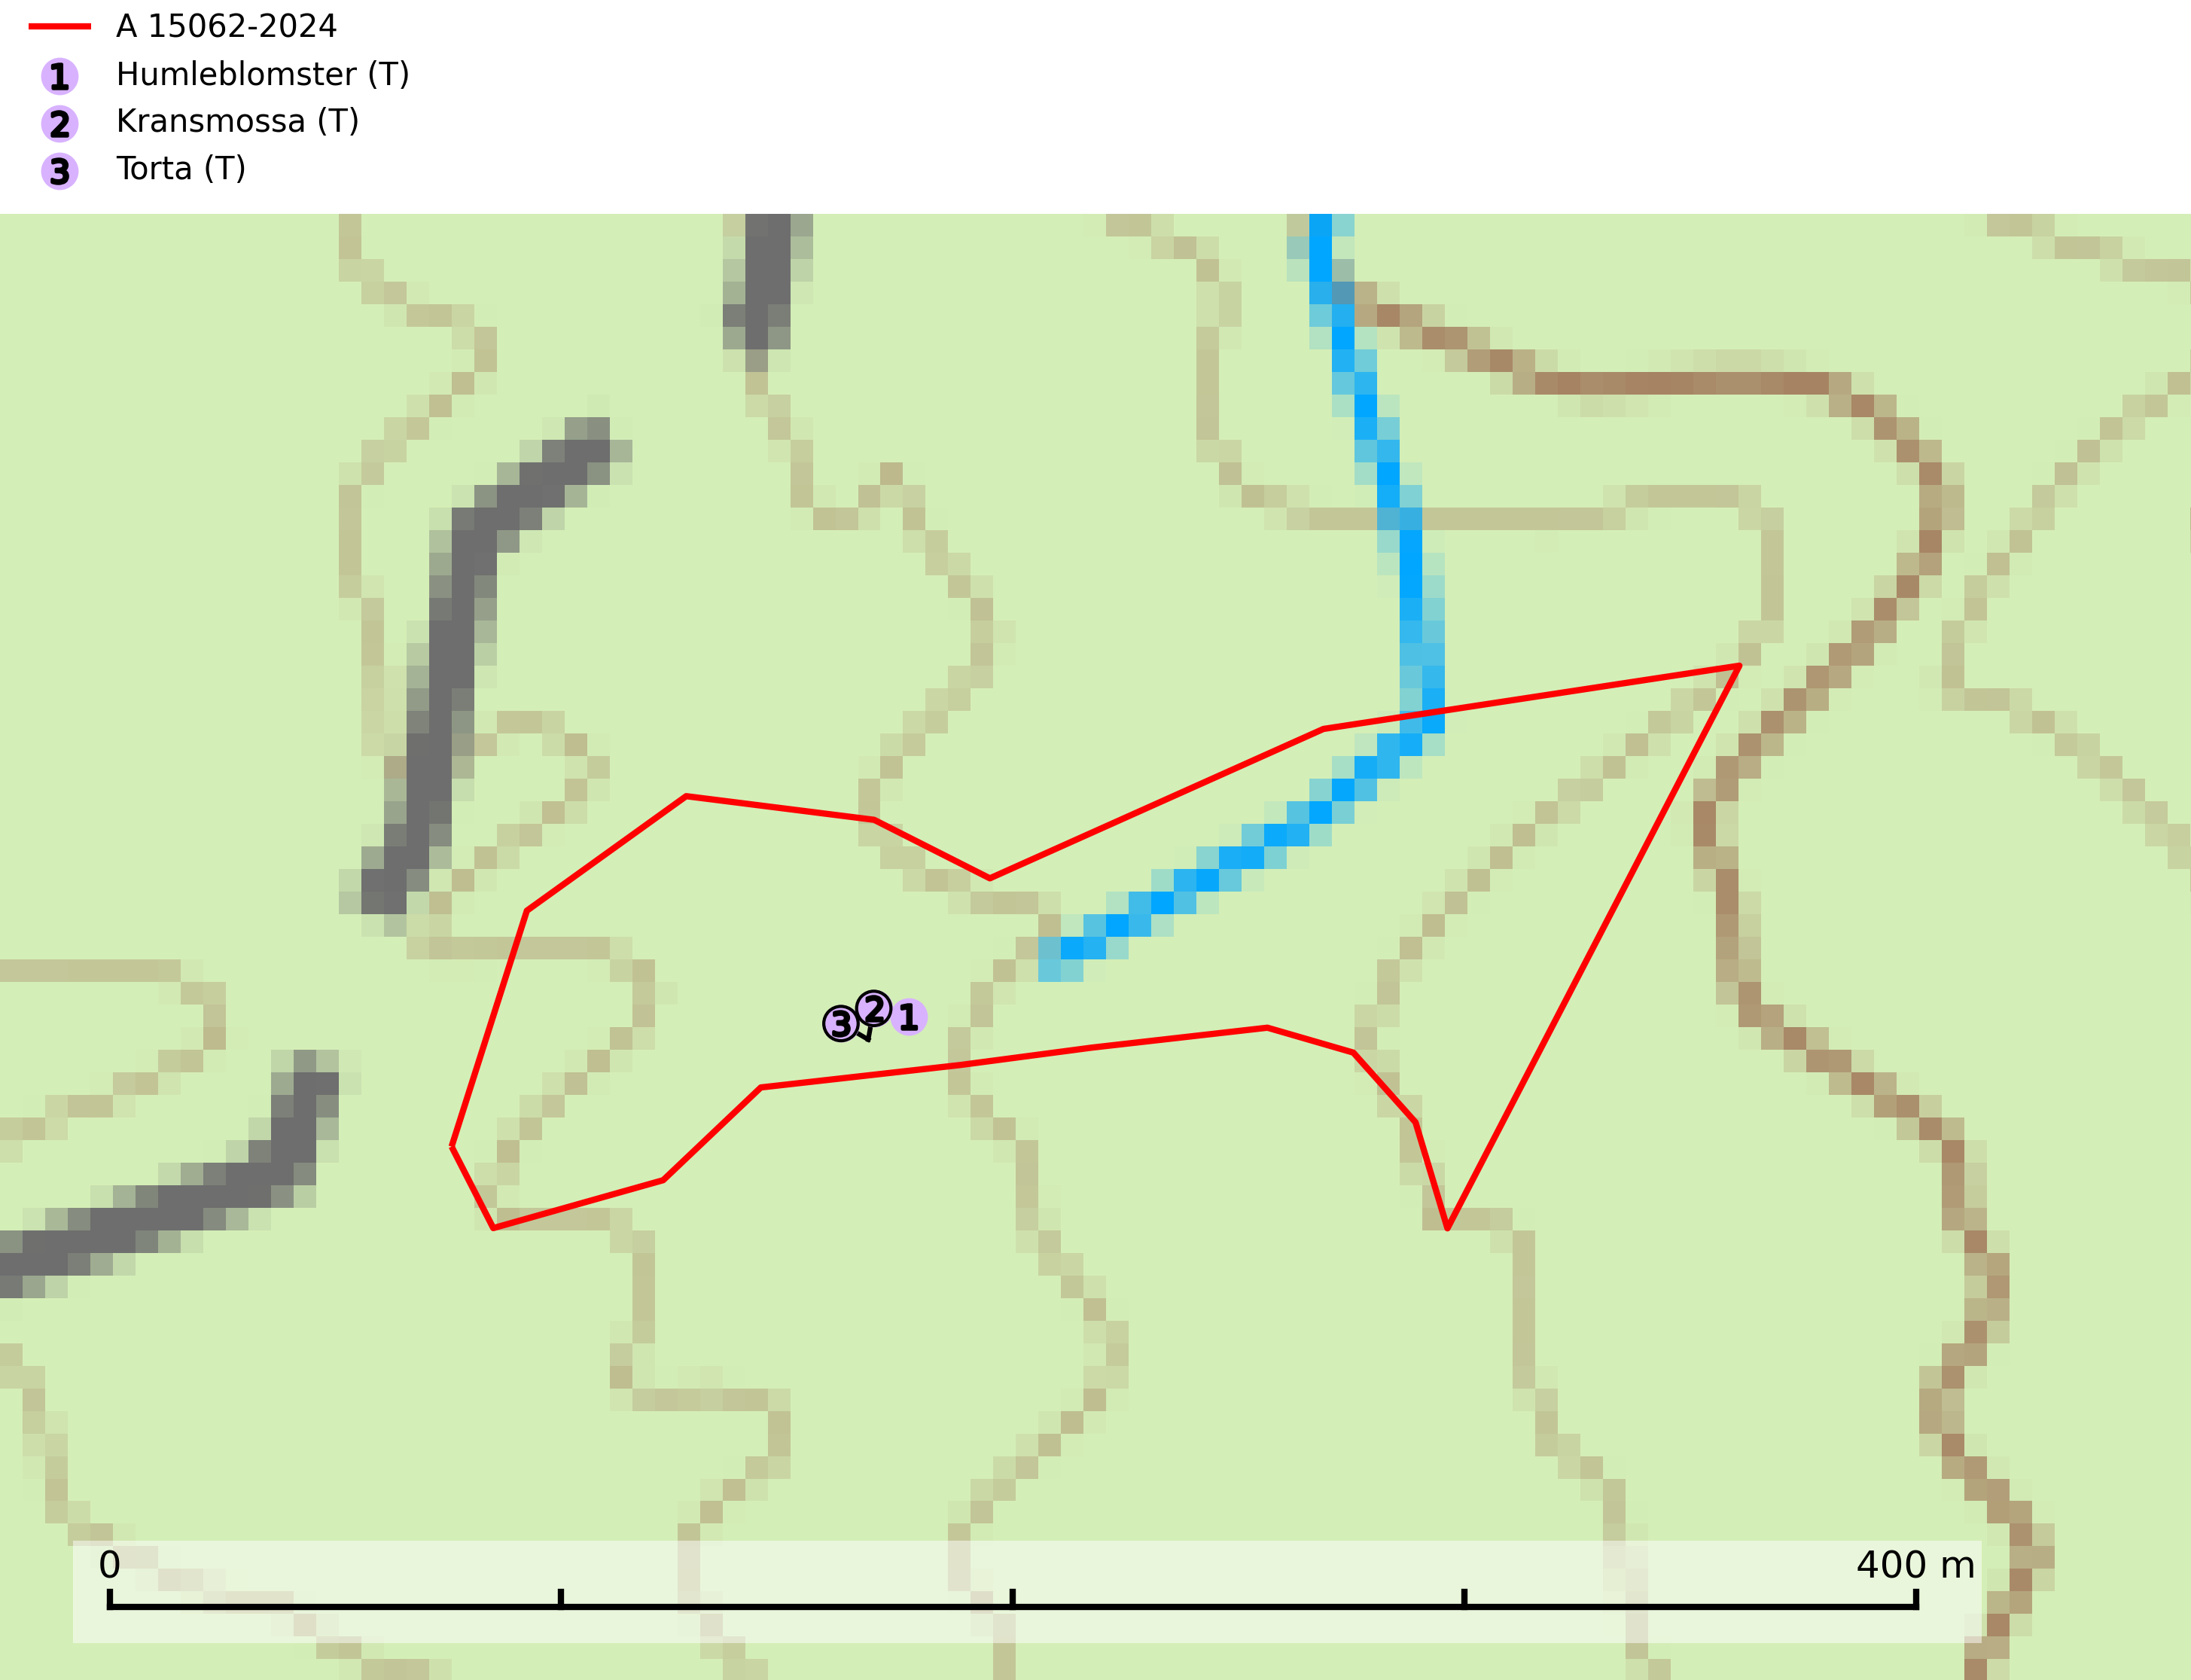 A 15062-2024
1 Humleblomster (T)
2 Kransmossa (T)
3 Torta (T)
3 2 1
0 400 m